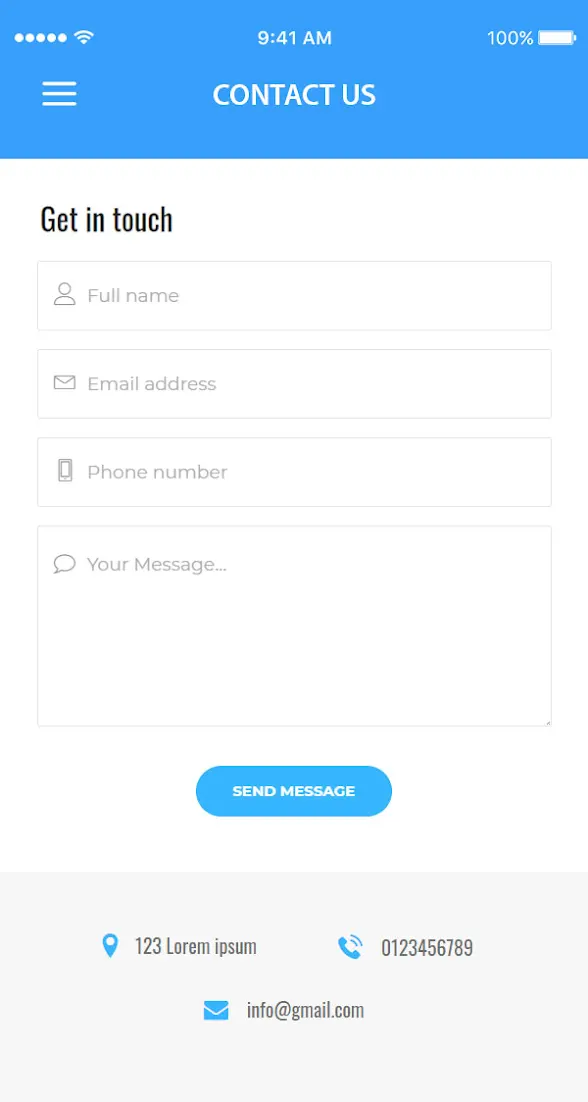 9:41 AM 100%
CONTACT US
Get in touch
Full name
Email address
Phone number
Your Message...
SEND MESSAGE
123 Lorem ipsum 0123456789
info@gmail.com